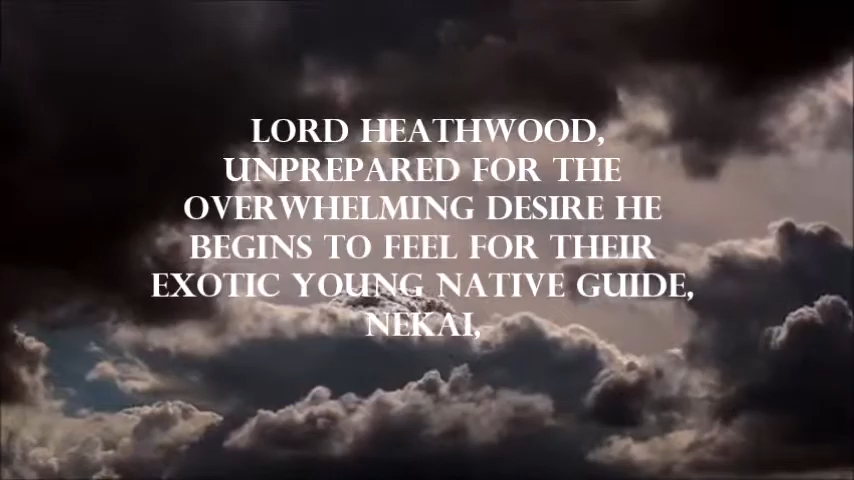 LORD HEATHWOOD,
UNPREPARED FOR THE
OVERWHELMING DESIRE HE
BEGINS TO FEEL FOR THEIR
EXOTIC YOUNG NATIVE GUIDE,
NEKAI,